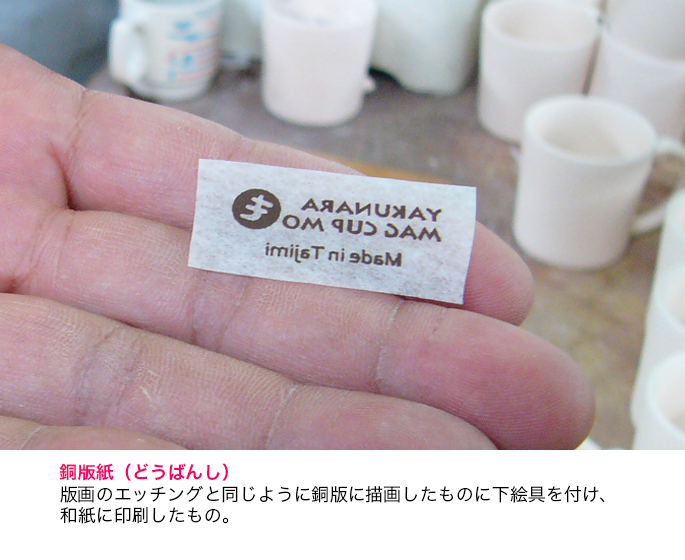 YAKUNARA
MAG CUP MO
も
Made in Tajimi
銅版紙（どうばんし）
版画のエッチングと同じように銅版に描画したものに下絵具を付け、
和紙に印刷したもの。